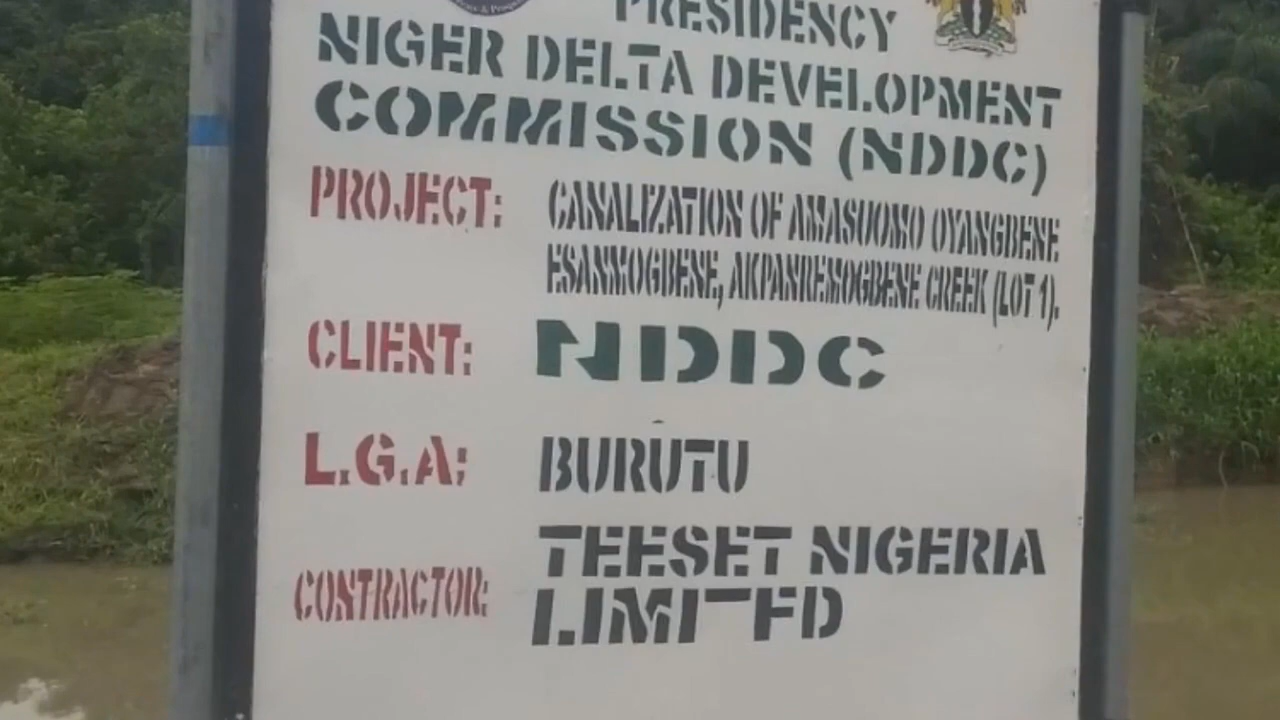 PRESIDENCY
NIGER DELTA DEVELOPMENT
COMMISSION (NDDC)
PROJECT: CANALIZATION OF AMASUOMO OYANGBENE
ESANMOGBENE, AKPANREMOGBENE CREEK (LOT 1).
CLIENT: NDDC
L.G.A: BURUTU
CONTRACTOR: TEESET NIGERIA
LIMITED